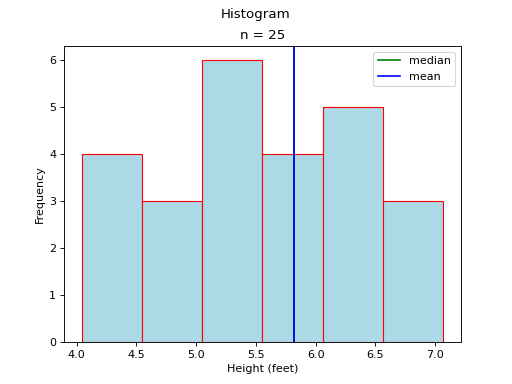 Histogram
n = 25
median
mean
6
5
4
3
2
1
0
Frequency
4.0 4.5 5.0 5.5 6.0 6.5 7.0
Height (feet)